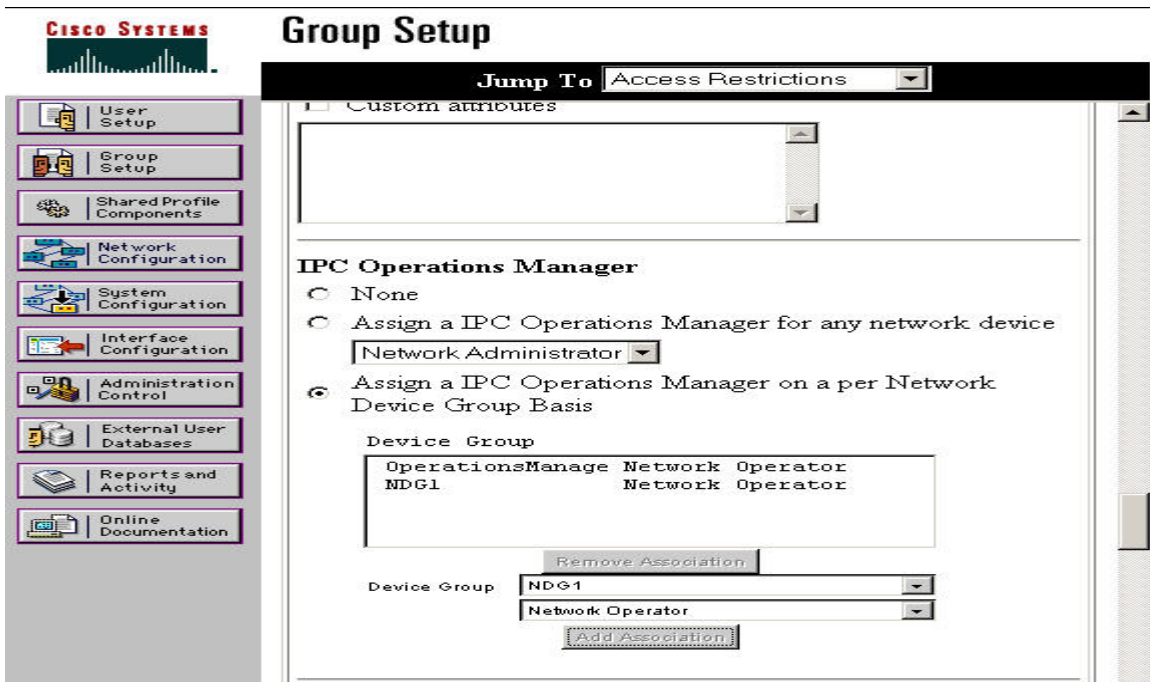 CISCO SYSTEMS
Group Setup
Jump To Access Restrictions
User
Setup
Group
Setup
Shared Profile
Components
Network
Configuration
System
Configuration
Interface
Configuration
Administration
Control
External User
Databases
Reports and
Activity
Online
Documentation
Custom attributes
IPC Operations Manager
None
Assign a IPC Operations Manager for any network device
Network Administrator
Assign a IPC Operations Manager on a per Network
Device Group Basis
Device Group
OperationsManage Network Operator
NDG1 Network Operator
Remove Association
Device Group NDG1
Network Operator
Add Association